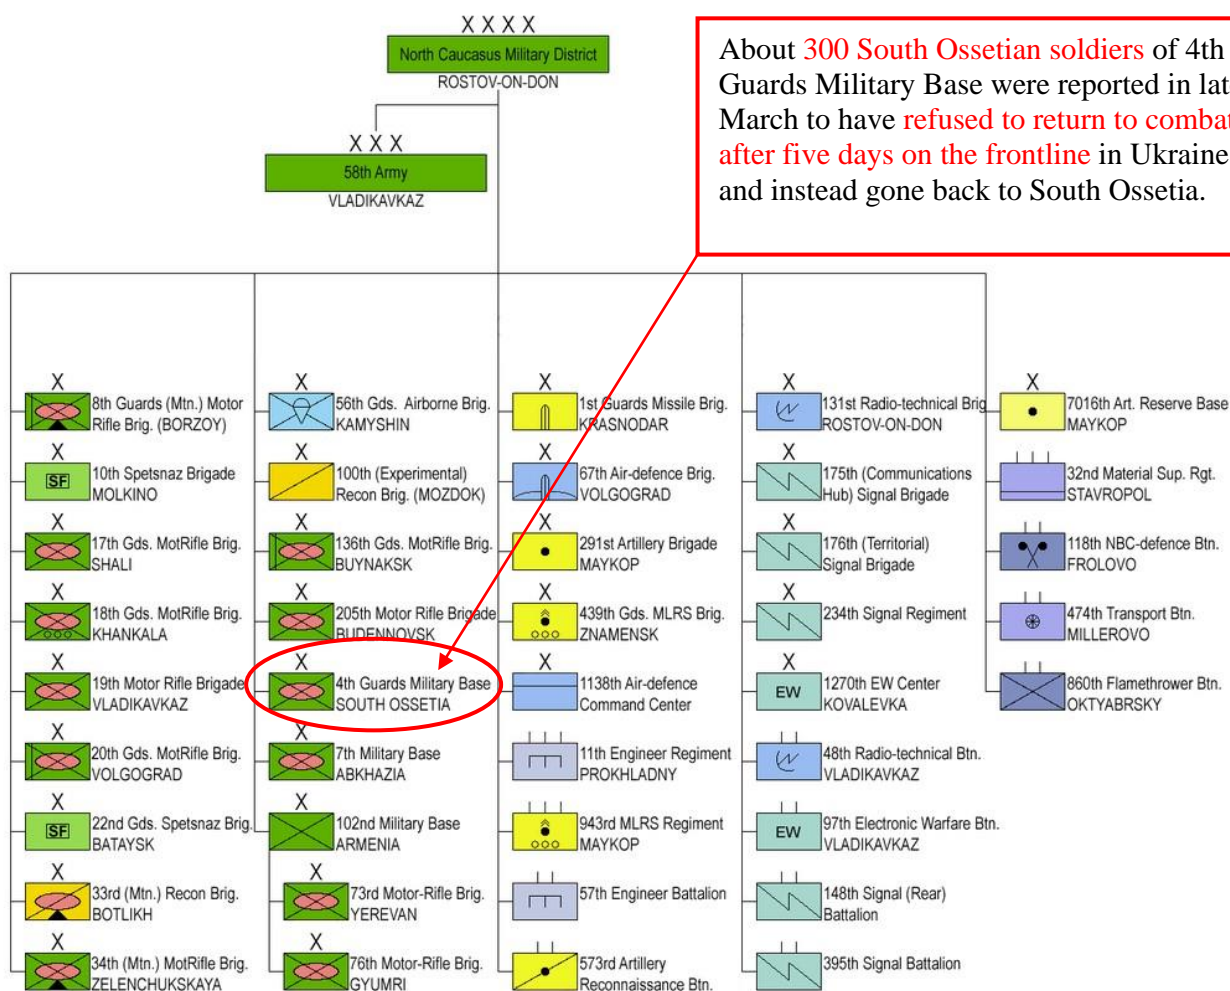 X X X X
North Caucasus Military District
ROSTOV-ON-DON
X X X
58th Army
VLADIKAVKAZ
About 300 South Ossetian soldiers of 4th
Guards Military Base were reported in lat
March to have refused to return to combat
after five days on the frontline in Ukraine
and instead gone back to South Ossetia.
X
8th Guards (Mtn.) Motor
Rifle Brig. (BORZOY)
X
SF
10th Spetsnaz Brigade
MOLKINO
X
17th Gds. MotRifle Brig.
SHALI
X
18th Gds. MotRifle Brig.
KHANKALA
X
19th Motor Rifle Brigade
VLADIKAVKAZ
X
20th Gds. MotRifle Brig.
VOLGOGRAD
X
SF
22nd Gds. Spetsnaz Brig.
BATAYSK
X
33rd (Mtn.) Recon Brig.
BOTLIKH
X
34th (Mtn.) MotRifle Brig.
ZELENCHUKSKAYA
X
56th Gds. Airborne Brig.
KAMYSHIN
X
100th (Experimental)
Recon Brig. (MOZDOK)
X
136th Gds. MotRifle Brig.
BUYNAKSK
X
205th Motor Rifle Brigade
BUDENNOVSK
X
4th Guards Military Base
SOUTH OSSETIA
X
7th Military Base
ABKHAZIA
X
102nd Military Base
ARMENIA
X
73rd Motor-Rifle Brig.
YEREVAN
X
76th Motor-Rifle Brig.
GYUMRI
X
1st Guards Missile Brig.
KRASNODAR
X
67th Air-defence Brig.
VOLGOGRAD
X
291st Artillery Brigade
MAYKOP
X
439th Gds. MLRS Brig.
ZNAMENSK
X
1138th Air-defence
Command Center
11th Engineer Regiment
PROKHLADNY
943rd MLRS Regiment
MAYKOP
57th Engineer Battalion
573rd Artillery
Reconnaissance Btn.
X
131st Radio-technical Brig
ROSTOV-ON-DON
X
175th (Communications
Hub) Signal Brigade
X
176th (Territorial)
Signal Brigade
234th Signal Regiment
X
EW
1270th EW Center
KOVALEVKA
48th Radio-technical Btn.
VLADIKAVKAZ
EW
97th Electronic Warfare Btn.
VLADIKAVKAZ
148th Signal (Rear)
Battalion
395th Signal Battalion
X
7016th Art. Reserve Base
MAYKOP
32nd Material Sup. Rgt.
STAVROPOL
118th NBC-defence Btn.
FROLOVO
474th Transport Btn.
MILLEROVO
860th Flamethrower Btn.
OKTYABRSKY